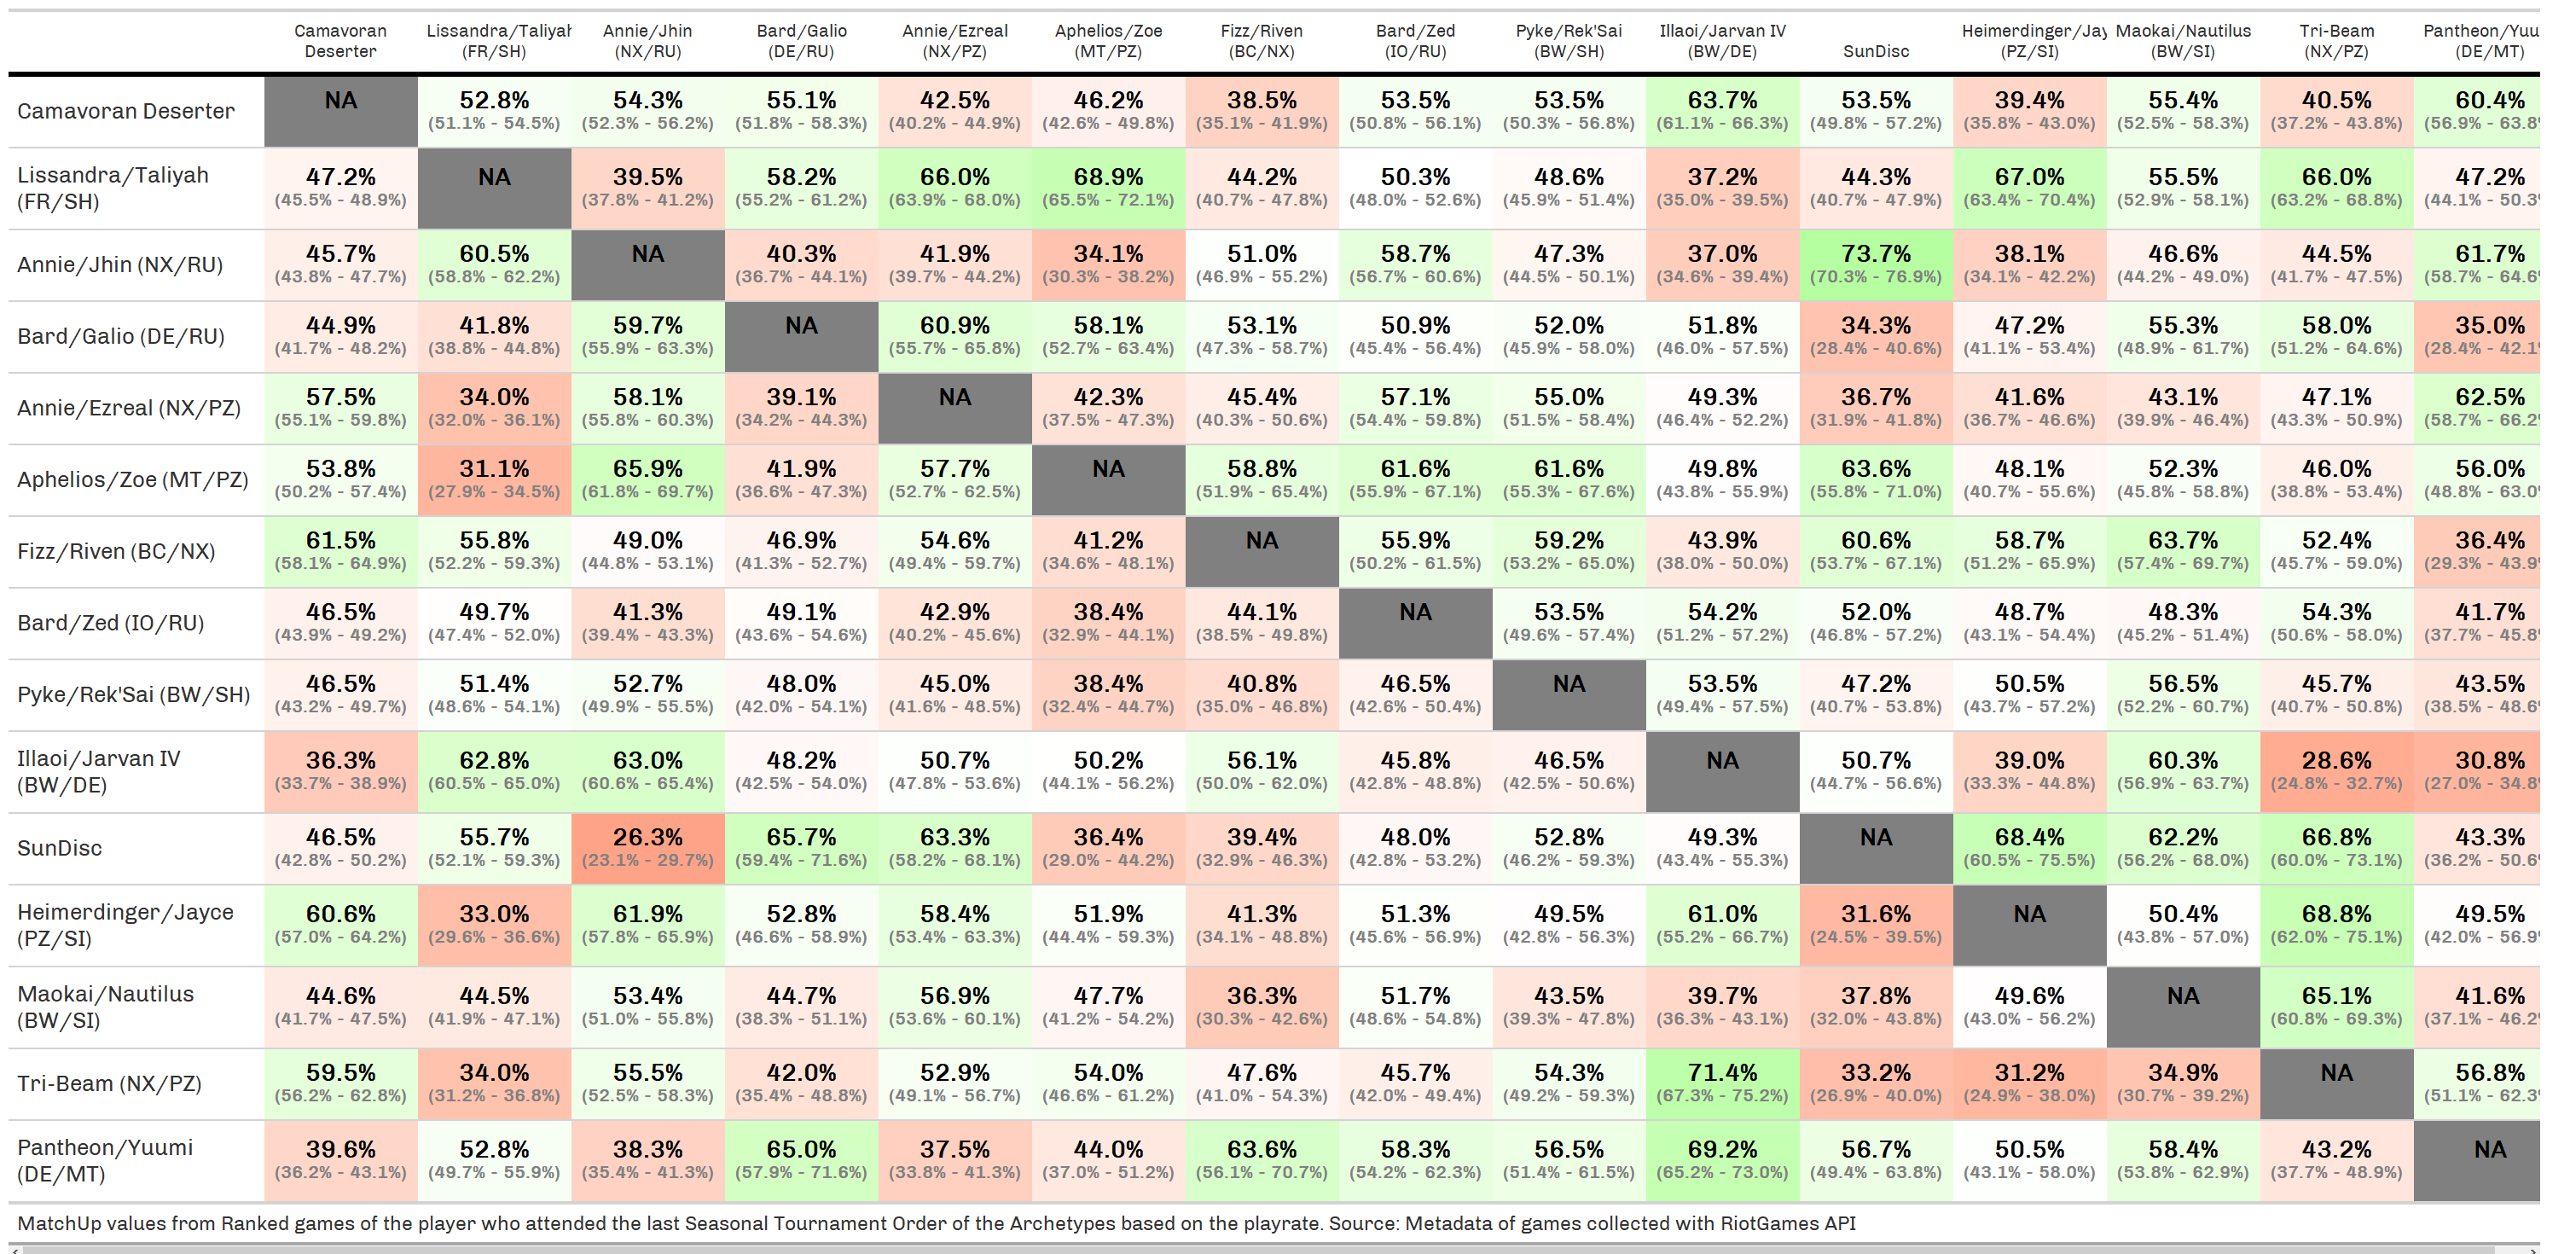 Camavoran Deserter Lissandra/Taliyah (FR/SH) Annie/Jhin (NX/RU) Bard/Galio (DE/RU) Annie/Ezreal (NX/PZ) Aphelios/Zoe (MT/PZ) Fizz/Riven (BC/NX) Bard/Zed (IO/RU) Pyke/Rek'Sai (BW/SH) Illaoi/Jarvan IV (BW/DE) SunDisc Heimerdinger/Jay (PZ/SI) Maokai/Nautilus (BW/SI) Tri-Beam (NX/PZ) Pantheon/Yuu (DE/MT)
Camavoran Deserter NA 52.8% 54.3% 55.1% 42.5% 46.2% 38.5% 53.5% 53.5% 63.7% 53.5% 39.4% 55.4% 40.5% 60.4%
(51.1% - 54.5%) (52.3% - 56.2%) (51.8% - 58.3%) (40.2% - 44.9%) (42.6% - 49.8%) (35.1% - 41.9%) (50.8% - 56.1%) (50.3% - 56.8%) (61.1% - 66.3%) (49.8% - 57.2%) (35.8% - 43.0%) (52.5% - 58.3%) (37.2% - 43.8%) (56.9% - 63.8
Lissandra/Taliyah (FR/SH) 47.2% NA 39.5% 58.2% 66.0% 68.9% 44.2% 50.3% 48.6% 37.2% 44.3% 67.0% 55.5% 66.0% 47.2%
(45.5% - 48.9%) (37.8% - 41.2%) (55.2% - 61.2%) (63.9% - 68.0%) (65.5% - 72.1%) (40.7% - 47.8%) (48.0% - 52.6%) (45.9% - 51.4%) (35.0% - 39.5%) (40.7% - 47.9%) (63.4% - 70.4%) (52.9% - 58.1%) (63.2% - 68.8%) (44.1% - 50.3
Annie/Jhin (NX/RU) 45.7% 60.5% NA 40.3% 41.9% 34.1% 51.0% 58.7% 47.3% 37.0% 73.7% 38.1% 46.6% 44.5% 61.7%
(43.8% - 47.7%) (58.8% - 62.2%) (36.7% - 44.1%) (39.7% - 44.2%) (30.3% - 38.2%) (46.9% - 55.2%) (56.7% - 60.6%) (44.5% - 50.1%) (34.6% - 39.4%) (70.3% - 76.9%) (34.1% - 42.2%) (44.2% - 49.0%) (41.7% - 47.5%) (58.7% - 64.6
Bard/Galio (DE/RU) 44.9% 41.8% 59.7% NA 60.9% 58.1% 53.1% 50.9% 52.0% 51.8% 34.3% 47.2% 55.3% 58.0% 35.0%
(41.7% - 48.2%) (38.8% - 44.8%) (55.9% - 63.3%) (55.7% - 65.8%) (52.7% - 63.4%) (47.3% - 58.7%) (45.4% - 56.4%) (45.9% - 58.0%) (46.0% - 57.5%) (28.4% - 40.6%) (41.1% - 53.4%) (48.9% - 61.7%) (51.2% - 64.6%) (28.4% - 42.1
Annie/Ezreal (NX/PZ) 57.5% 34.0% 58.1% 39.1% NA 42.3% 45.4% 57.1% 55.0% 49.3% 36.7% 41.6% 43.1% 47.1% 62.5%
(55.1% - 59.8%) (32.0% - 36.1%) (55.8% - 60.3%) (34.2% - 44.3%) (37.5% - 47.3%) (40.3% - 50.6%) (54.4% - 59.8%) (51.5% - 58.4%) (46.4% - 52.2%) (31.9% - 41.8%) (36.7% - 46.6%) (39.9% - 46.4%) (43.3% - 50.9%) (58.7% - 66.2
Aphelios/Zoe (MT/PZ) 53.8% 31.1% 65.9% 41.9% 57.7% NA 58.8% 61.6% 61.6% 49.8% 63.6% 48.1% 52.3% 46.0% 56.0%
(50.2% - 57.4%) (27.9% - 34.5%) (61.8% - 69.7%) (36.6% - 47.3%) (52.7% - 62.5%) (51.9% - 65.4%) (55.9% - 67.1%) (55.3% - 67.6%) (43.8% - 55.9%) (55.8% - 71.0%) (40.7% - 55.6%) (45.8% - 58.8%) (38.8% - 53.4%) (48.8% - 63.0
Fizz/Riven (BC/NX) 61.5% 55.8% 49.0% 46.9% 54.6% 41.2% NA 55.9% 59.2% 43.9% 60.6% 58.7% 63.7% 52.4% 36.4%
(58.1% - 64.9%) (52.2% - 59.3%) (44.8% - 53.1%) (41.3% - 52.7%) (49.4% - 59.7%) (34.6% - 48.1%) (50.2% - 61.5%) (53.2% - 65.0%) (38.0% - 50.0%) (53.7% - 67.1%) (51.2% - 65.9%) (57.4% - 69.7%) (45.7% - 59.0%) (29.3% - 43.9
Bard/Zed (IO/RU) 46.5% 49.7% 41.3% 49.1% 42.9% 38.4% 44.1% NA 53.5% 54.2% 52.0% 48.7% 48.3% 54.3% 41.7%
(43.9% - 49.2%) (47.4% - 52.0%) (39.4% - 43.3%) (43.6% - 54.6%) (40.2% - 45.6%) (32.9% - 44.1%) (38.5% - 49.8%) (49.6% - 57.4%) (51.2% - 57.2%) (46.8% - 57.2%) (43.1% - 54.4%) (45.2% - 51.4%) (50.6% - 58.0%) (37.7% - 45.8
Pyke/Rek'Sai (BW/SH) 46.5% 51.4% 52.7% 48.0% 45.0% 38.4% 40.8% 46.5% NA 53.5% 47.2% 50.5% 56.5% 45.7% 43.5%
(43.2% - 49.7%) (48.6% - 54.1%) (49.9% - 55.5%) (42.0% - 54.1%) (41.6% - 48.5%) (32.4% - 44.7%) (35.0% - 46.8%) (42.6% - 50.4%) (49.4% - 57.5%) (40.7% - 53.8%) (43.7% - 57.2%) (52.2% - 60.7%) (40.7% - 50.8%) (38.5% - 48.6
Illaoi/Jarvan IV (BW/DE) 36.3% 62.8% 63.0% 48.2% 50.7% 50.2% 56.1% 45.8% 46.5% NA 50.7% 39.0% 60.3% 28.6% 30.8%
(33.7% - 38.9%) (60.5% - 65.0%) (60.6% - 65.4%) (42.5% - 54.0%) (47.8% - 53.6%) (44.1% - 56.2%) (50.0% - 62.0%) (42.8% - 48.8%) (42.5% - 50.6%) (44.7% - 56.6%) (33.3% - 44.8%) (56.9% - 63.7%) (24.8% - 32.7%) (27.0% - 34.8
SunDisc 46.5% 55.7% 26.3% 65.7% 63.3% 36.4% 39.4% 48.0% 52.8% 49.3% NA 68.4% 62.2% 66.8% 43.3%
(42.8% - 50.2%) (52.1% - 59.3%) (23.1% - 29.7%) (59.4% - 71.6%) (58.2% - 68.1%) (29.0% - 44.2%) (32.9% - 46.3%) (42.8% - 53.2%) (46.2% - 59.3%) (43.4% - 55.3%) (60.5% - 75.5%) (56.2% - 68.0%) (60.0% - 73.1%) (36.2% - 50.6
Heimerdinger/Jayce (PZ/SI) 60.6% 33.0% 61.9% 52.8% 58.4% 51.9% 41.3% 51.3% 49.5% 61.0% 31.6% NA 50.4% 68.8% 49.5%
(57.0% - 64.2%) (29.6% - 36.6%) (57.8% - 65.9%) (46.6% - 58.9%) (53.4% - 63.3%) (44.4% - 59.3%) (34.1% - 48.8%) (45.6% - 56.9%) (42.8% - 56.3%) (55.2% - 66.7%) (24.5% - 39.5%) (43.8% - 57.0%) (62.0% - 75.1%) (42.0% - 56.9
Maokai/Nautilus (BW/SI) 44.6% 44.5% 53.4% 44.7% 56.9% 47.7% 36.3% 51.7% 43.5% 39.7% 37.8% 49.6% NA 65.1% 41.6%
(41.7% - 47.5%) (41.9% - 47.1%) (51.0% - 55.8%) (38.3% - 51.1%) (53.6% - 60.1%) (41.2% - 54.2%) (30.3% - 42.6%) (48.6% - 54.8%) (39.3% - 47.8%) (36.3% - 43.1%) (32.0% - 43.8%) (43.0% - 56.2%) (60.8% - 69.3%) (37.1% - 46.2
Tri-Beam (NX/PZ) 59.5% 34.0% 55.5% 42.0% 52.9% 54.0% 47.6% 45.7% 54.3% 71.4% 33.2% 31.2% 34.9% NA 56.8%
(56.2% - 62.8%) (31.2% - 36.8%) (52.5% - 58.3%) (35.4% - 48.8%) (49.1% - 56.7%) (46.6% - 61.2%) (41.0% - 54.3%) (42.0% - 49.4%) (49.2% - 59.3%) (67.3% - 75.2%) (26.9% - 40.0%) (24.9% - 38.0%) (30.7% - 39.2%) (51.1% - 62.3
Pantheon/Yuumi (DE/MT) 39.6% 52.8% 38.3% 65.0% 37.5% 44.0% 63.6% 58.3% 56.5% 69.2% 56.7% 50.5% 58.4% 43.2% NA
(36.2% - 43.1%) (49.7% - 55.9%) (35.4% - 41.3%) (57.9% - 71.6%) (33.8% - 41.3%) (37.0% - 51.2%) (56.1% - 70.7%) (54.2% - 62.3%) (51.4% - 61.5%) (65.2% - 73.0%) (49.4% - 63.8%) (43.1% - 58.0%) (53.8% - 62.9%) (37.7% - 48.9%)
MatchUp values from Ranked games of the player who attended the last Seasonal Tournament Order of the Archetypes based on the playrate. Source: Metadata of games collected with RiotGames API